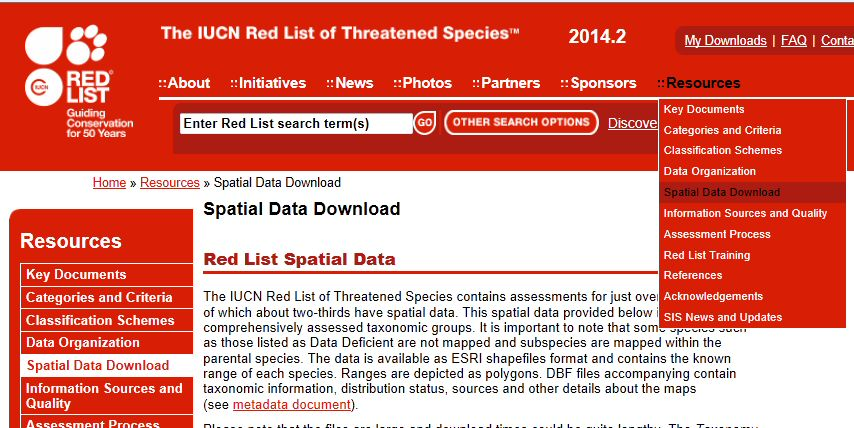 The IUCN Red List of Threatened Species™
2014.2
My Downloads | FAQ | Conta
IUCN
RED
LIST
Guiding
Conservation
for 50 Years
::About ::Initiatives ::News ::Photos ::Partners ::Sponsors ::Resources
Enter Red List search term(s) GO OTHER SEARCH OPTIONS Discove
Key Documents
Categories and Criteria
Classification Schemes
Data Organization
Spatial Data Download
Information Sources and Quality
Assessment Process
Red List Training
References
Acknowledgements
SIS News and Updates
Home » Resources » Spatial Data Download
Resources
Key Documents
Categories and Criteria
Classification Schemes
Data Organization
Spatial Data Download
Information Sources and
Quality
Assessment Process
Spatial Data Download
Red List Spatial Data
The IUCN Red List of Threatened Species contains assessments for just over
of which about two-thirds have spatial data. This spatial data provided below i
comprehensively assessed taxonomic groups. It is important to note that some species such
as those listed as Data Deficient are not mapped and subspecies are mapped within the
parental species. The data is available as ESRI shapefiles format and contains the known
range of each species. Ranges are depicted as polygons. DBF files accompanying contain
taxonomic information, distribution status, sources and other details about the maps
(see metadata document).
Please note that the files are large and download times could be quite lengthy. The Taxonomy